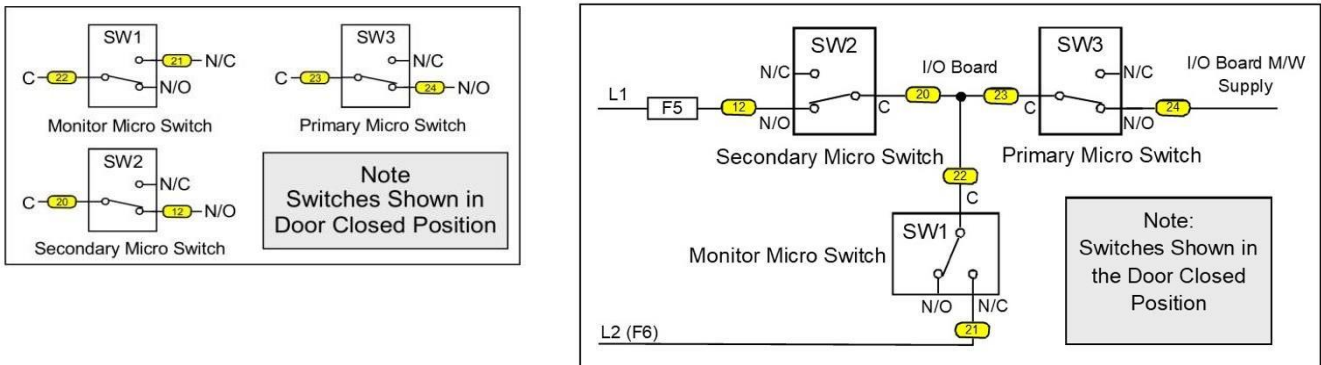 SW1
C
22
21
N/C
N/O
Monitor Micro Switch
SW3
C
23
N/C
24
N/O
Primary Micro Switch
SW2
C
20
N/C
12
N/O
Secondary Micro Switch
Note
Switches Shown in
Door Closed Position
L1
F5
12
SW2
N/C
N/O
C
20
I/O Board
23
C
SW3
N/C
N/O
24
I/O Board M/W
Supply
Secondary Micro Switch
Primary Micro Switch
22
C
SW1
Monitor Micro Switch
N/O
N/C
21
L2 (F6)
Note:
Switches Shown in
the Door Closed
Position